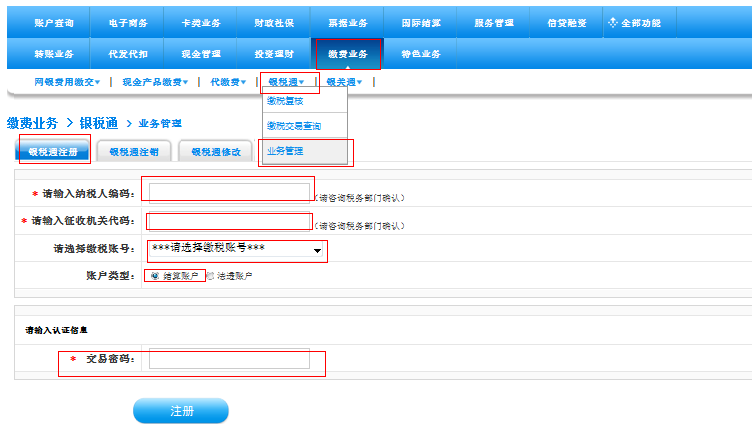 账户查询 电子商务 卡类业务 财政社保 票据业务 国际结算 服务管理 信贷融资 全部功能
转账业务 代发代扣 现金管理 投资理财 缴费业务 特色业务
网银费用缴交 现金产品缴费 代缴费 银税通 银关通
缴税复核
缴税交易查询
业务管理
缴费业务 > 银税通 > 业务管理
银税通注册 银税通注销 银税通修改
* 请输入纳税人编码: (请咨询税务部门确认)
* 请输入征收机关代码: (请咨询税务部门确认)
请选择缴税账号: ***请选择缴税账号***
账户类型: 结算账户 洁通账户
请输入认证信息
* 交易密码:
注册